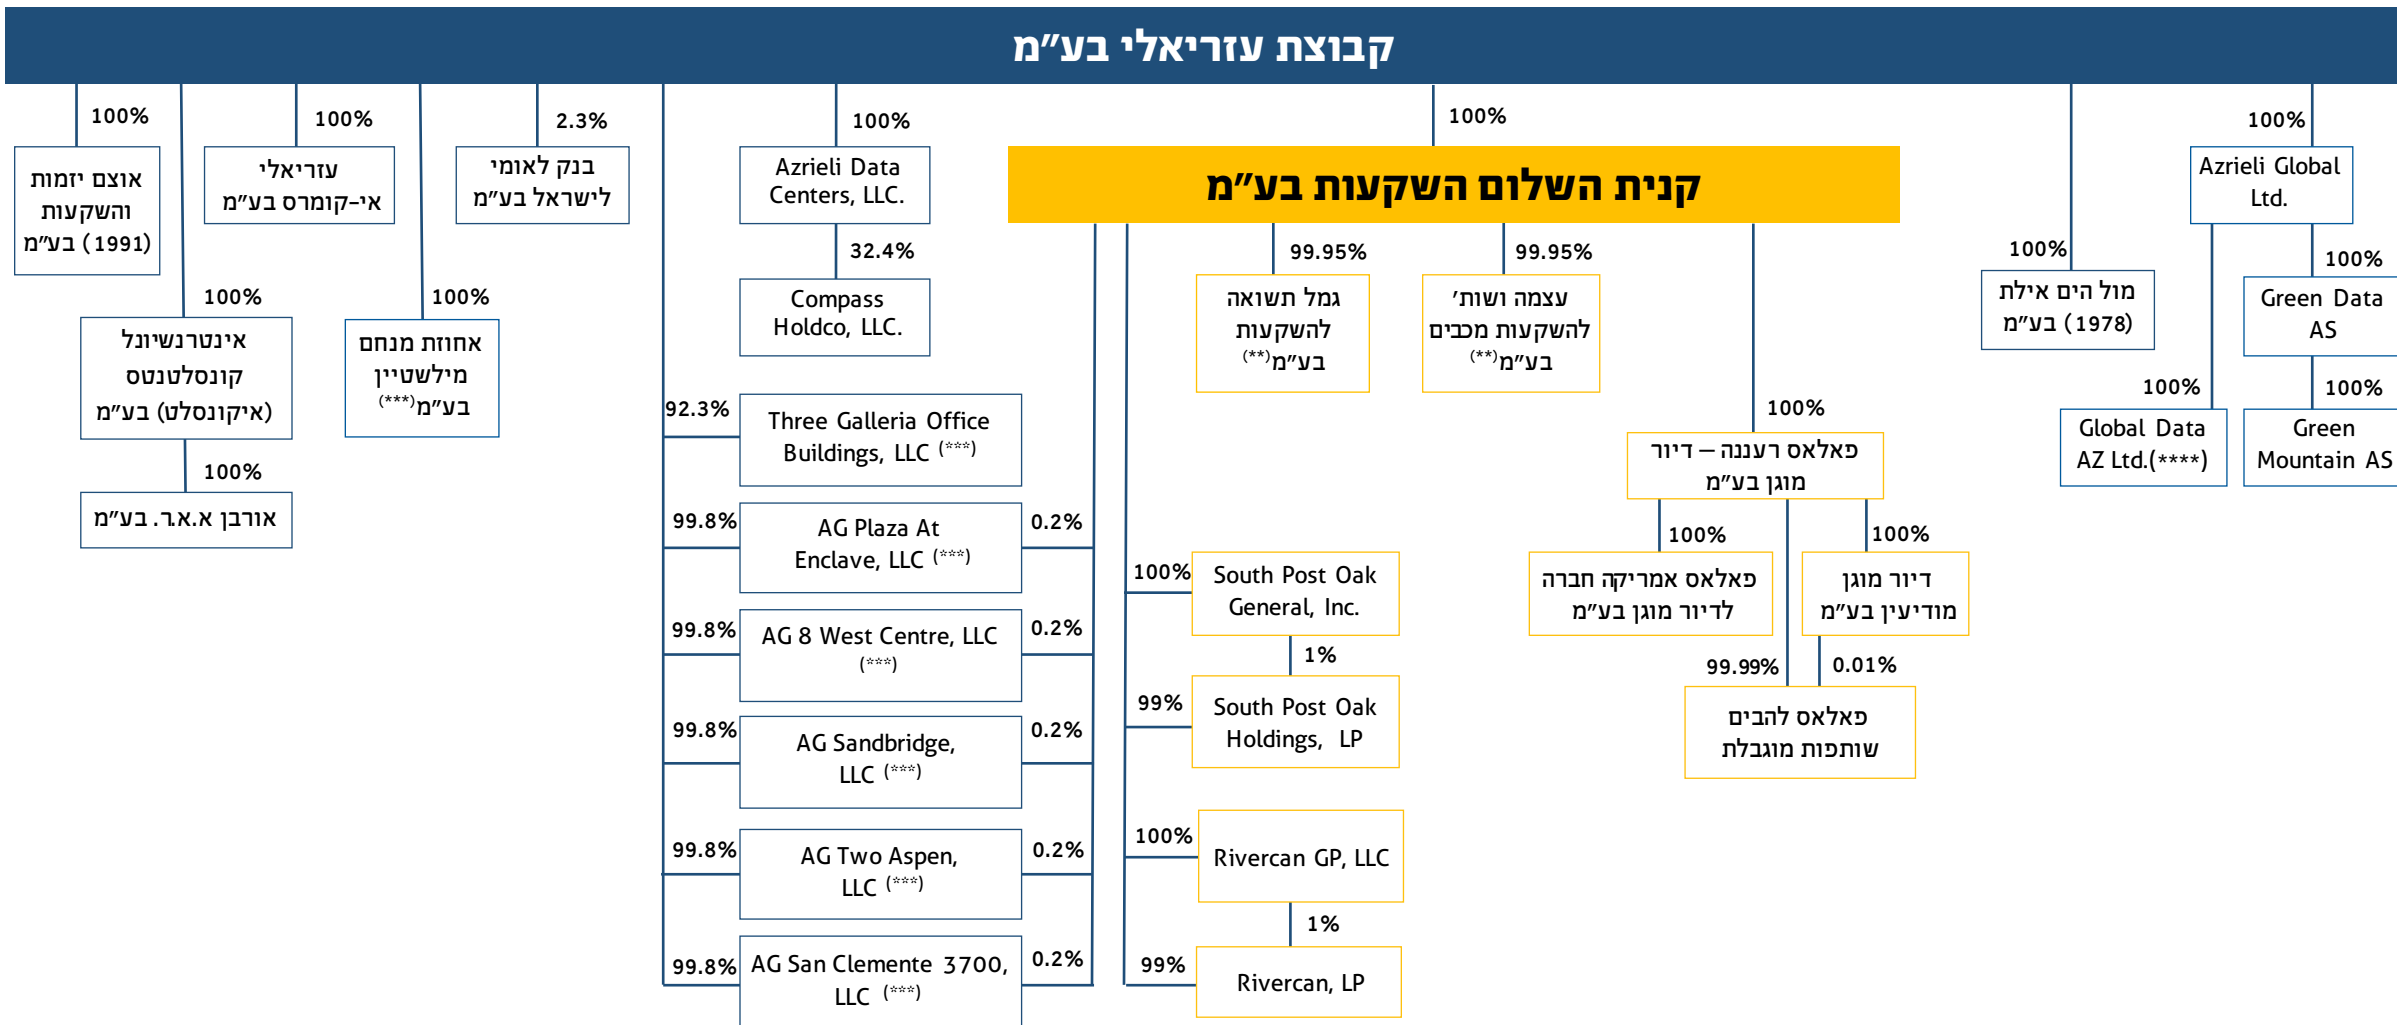 קבוצת עזריאלי בע"מ
100%
אוצם יזמות
והשקעות
(1991) בע"מ
100%
אינטרנשיונל
קונסלטנטס
(איקונסלט) בע"מ
100%
אורבן א.א.ר. בע"מ
100%
עזריאלי
אי-קומרס בע"מ
100%
אחוזת מנחם
מילשטיין
בע"מ(***)
2.3%
בנק לאומי
לישראל בע"מ
100%
Azrieli Data
Centers, LLC.
32.4%
Compass
Holdco, LLC.
92.3%
Three Galleria Office
Buildings, LLC (***)
99.8%
AG Plaza At
Enclave, LLC (***)
0.2%
99.8%
AG 8 West Centre, LLC
(***)
0.2%
99.8%
AG Sandbridge,
LLC (***)
0.2%
99.8%
AG Two Aspen,
LLC (***)
0.2%
99.8%
AG San Clemente 3700,
LLC (***)
0.2%
100%
קנית השלום השקעות בע"מ
99.95%
גמל תשואה
להשקעות
בע"מ(**)
99.95%
עצמה ושות'
להשקעות מכבים
בע"מ(**)
100%
South Post Oak
General, Inc.
1%
99%
South Post Oak
Holdings, LP
100%
Rivercan GP, LLC
1%
99%
Rivercan, LP
100%
פאלאס רעננה – דיור
מוגן בע"מ
100%
פאלאס אמריקה חברה
לדיור מוגן בע"מ
100%
דיור מוגן
מודיעין בע"מ
99.99%
0.01%
פאלאס להבים
שותפות מוגבלת
100%
מול הים אילת
(1978) בע"מ
100%
Azrieli Global
Ltd.
100%
Global Data
AZ Ltd.(****)
100%
Green Data
AS
100%
Green
Mountain AS